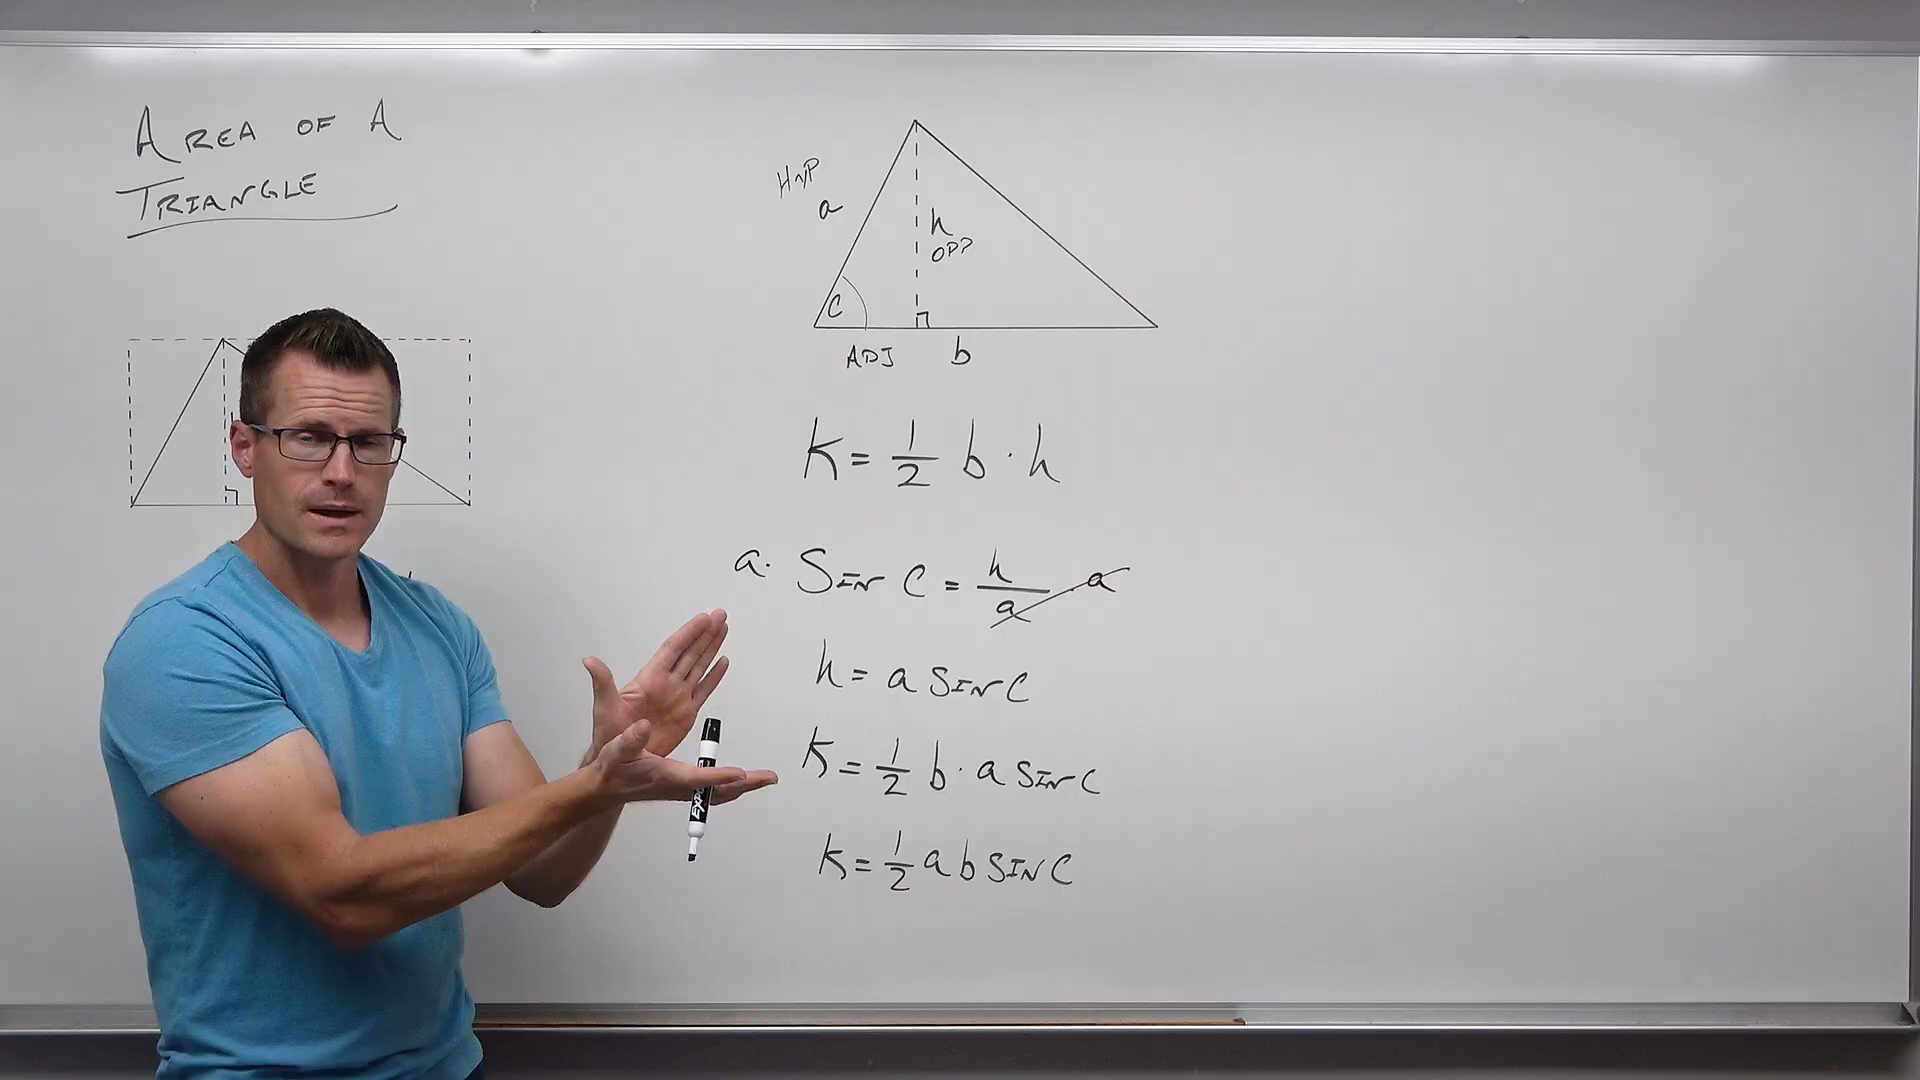 AREA OF A
TRIANGLE
HYP
a
h
OPP
C
ADJ b
K = 1/2 b · h
a · SIN C = h/a · a
h = a SIN C
K = 1/2 b · a SIN C
K = 1/2 a b SIN C
EXPO